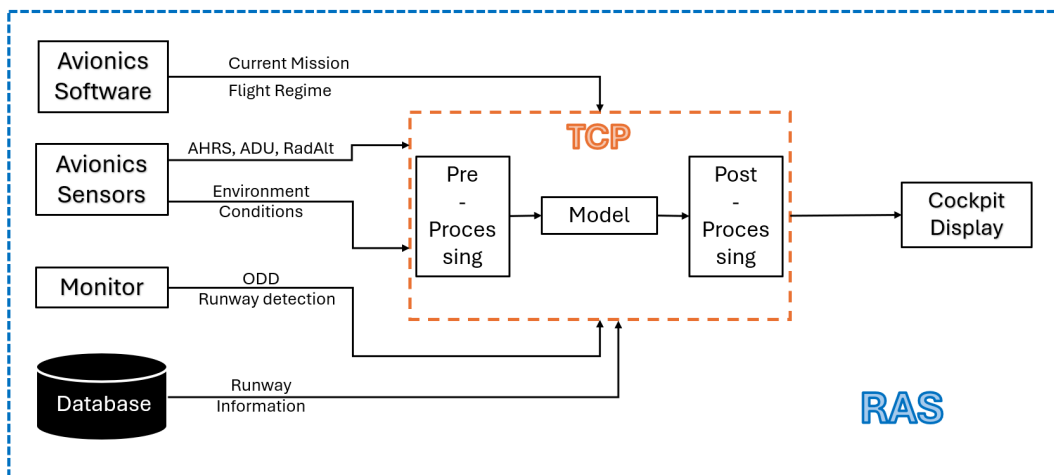 Avionics
Software
Current Mission
Flight Regime
TCP
Avionics
Sensors
AHRS, ADU, RadAlt
Environment
Conditions
Pre
-
Proces
sing
Model
Post
-
Proces
sing
Cockpit
Display
Monitor
ODD
Runway detection
Database
Runway
Information
RAS